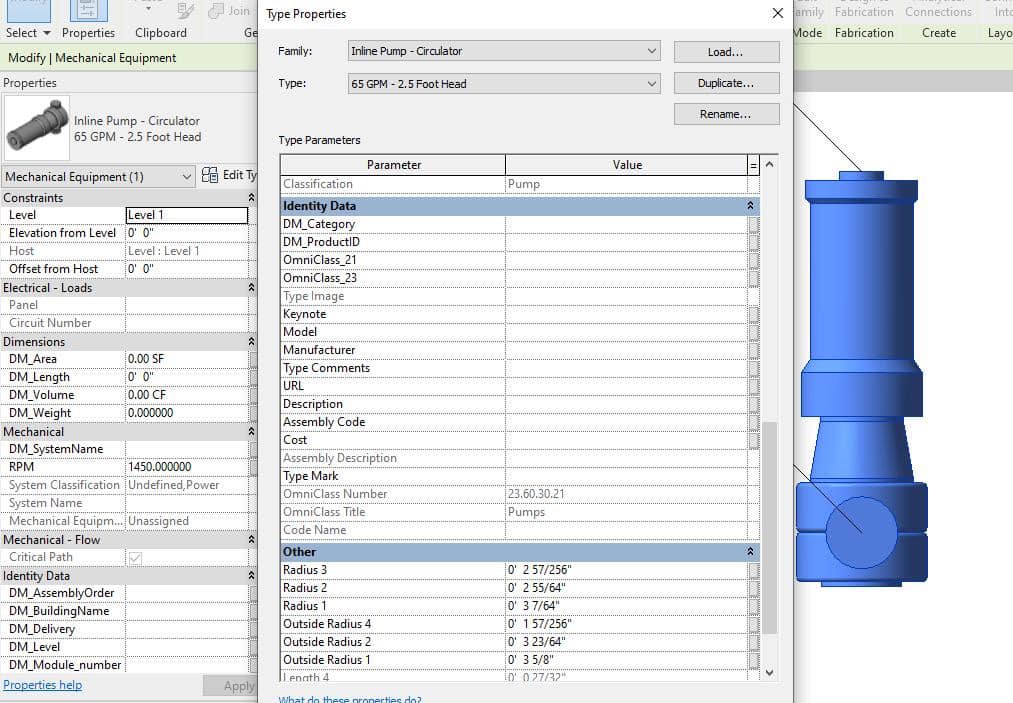 Modify
Join
Select
Properties
Clipboard
Ge
Modify | Mechanical Equipment
Properties
Inline Pump - Circulator
65 GPM - 2.5 Foot Head
Mechanical Equipment (1)
Edit Ty
Constraints
Level Level 1
Elevation from Level 0' 0"
Host Level : Level 1
Offset from Host 0' 0"
Electrical - Loads
Panel
Circuit Number
Dimensions
DM_Area 0.00 SF
DM_Length 0' 0"
DM_Volume 0.00 CF
DM_Weight 0.000000
Mechanical
DM_SystemName
RPM 1450.000000
System Classification Undefined,Power
System Name
Mechanical Equipm... Unassigned
Mechanical - Flow
Critical Path
Identity Data
DM_AssemblyOrder
DM_BuildingName
DM_Delivery
DM_Level
DM_Module_number
Properties help
Apply
Type Properties
Family: Inline Pump - Circulator Load...
Type: 65 GPM - 2.5 Foot Head Duplicate...
Rename...
Type Parameters
Parameter Value =
Classification Pump
Identity Data
DM_Category
DM_ProductID
OmniClass_21
OmniClass_23
Type Image
Keynote
Model
Manufacturer
Type Comments
URL
Description
Assembly Code
Cost
Assembly Description
Type Mark
OmniClass Number 23.60.30.21
OmniClass Title Pumps
Code Name
Other
Radius 3 0' 2 57/256"
Radius 2 0' 2 55/64"
Radius 1 0' 3 7/64"
Outside Radius 4 0' 1 57/256"
Outside Radius 2 0' 3 23/64"
Outside Radius 1 0' 3 5/8"
Length 4 0' 0 27/32"
What do these properties do?
amily Fabrication Connections Into
Mode Fabrication Create Layo